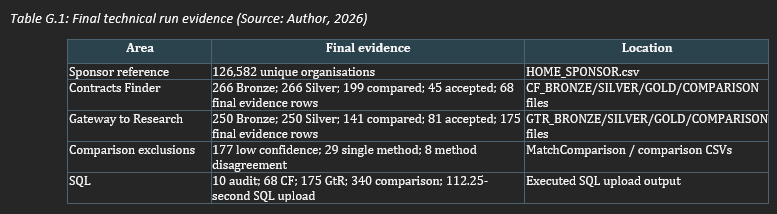 Table G.1: Final technical run evidence (Source: Author, 2026)
Area Final evidence Location
Sponsor reference 126,582 unique organisations HOME_SPONSOR.csv
Contracts Finder 266 Bronze; 266 Silver; 199 compared; 45 accepted; 68 CF_BRONZE/SILVER/GOLD/COMPARISON
final evidence rows files
Gateway to Research 250 Bronze; 250 Silver; 141 compared; 81 accepted; 175 GTR_BRONZE/SILVER/GOLD/COMPARISON
final evidence rows files
Comparison exclusions 177 low confidence; 29 single method; 8 method MatchComparison / comparison CSVs
disagreement
SQL 10 audit; 68 CF; 175 GtR; 340 comparison; 112.25- Executed SQL upload output
second SQL upload